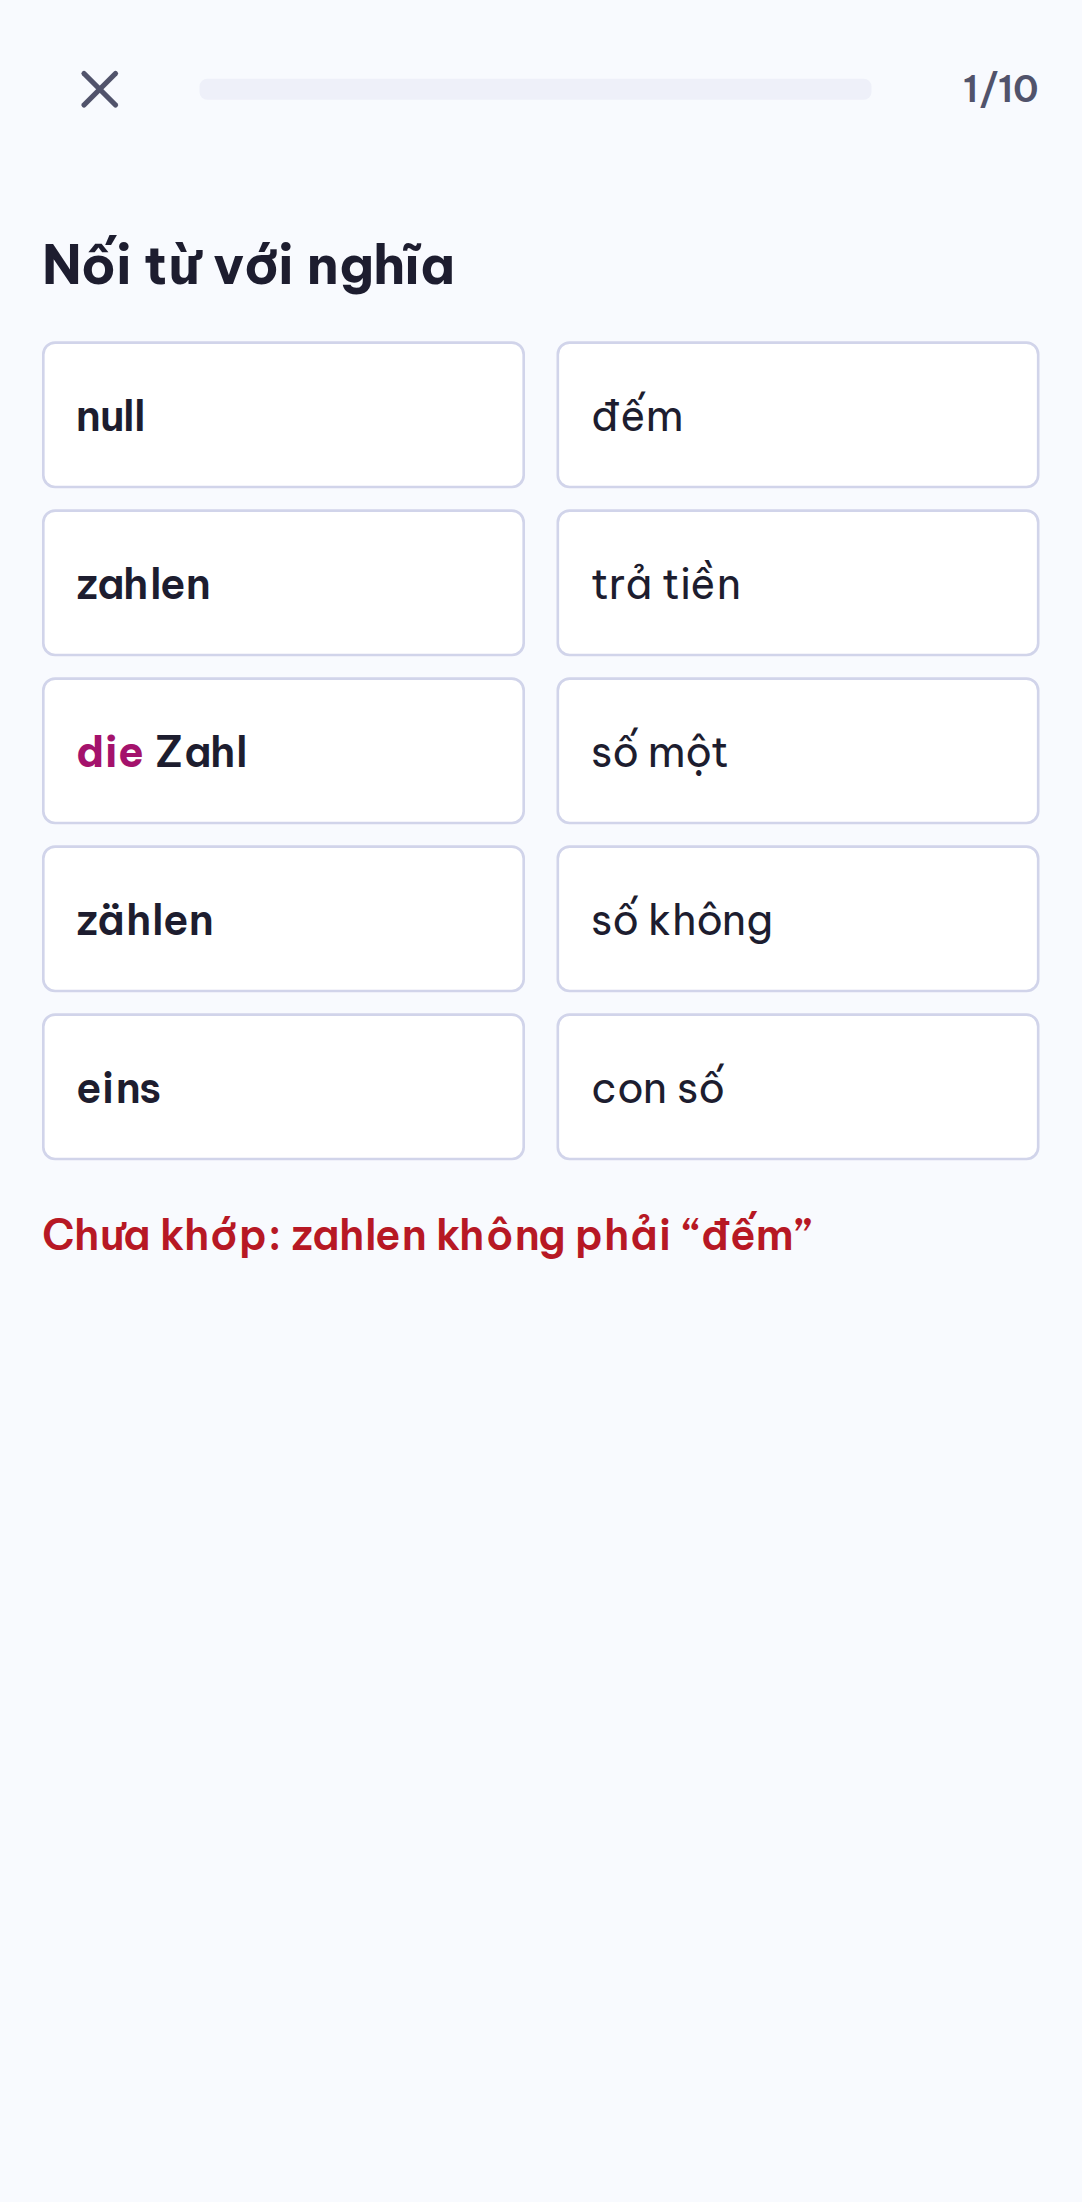 1/10
Nối từ với nghĩa
null
đếm
zahlen
trả tiền
die Zahl
số một
zählen
số không
eins
con số
Chưa khớp: zahlen không phải “đếm”